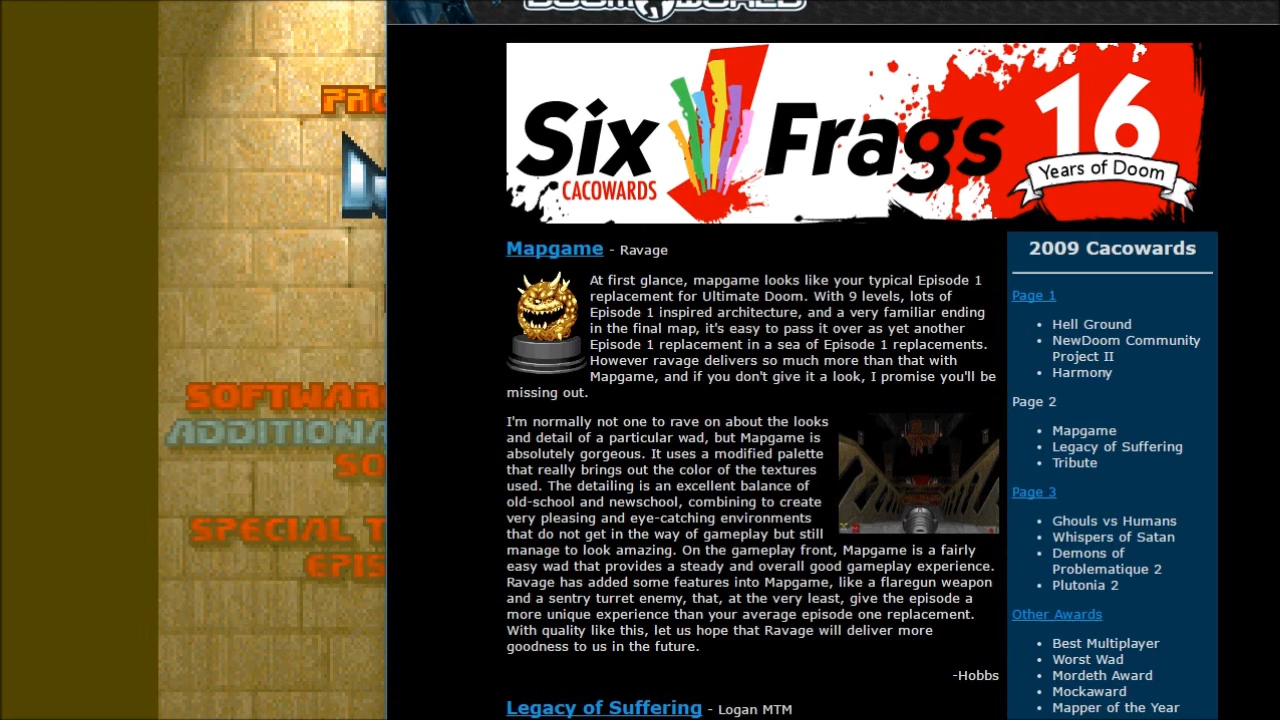 DOOMWORLD
Six Frags
CACOWARDS
16
Years of Doom
Mapgame - Ravage
At first glance, mapgame looks like your typical Episode 1
replacement for Ultimate Doom. With 9 levels, lots of
Episode 1 inspired architecture, and a very familiar ending
in the final map, it's easy to pass it over as yet another
Episode 1 replacement in a sea of Episode 1 replacements.
However ravage delivers so much more than that with
Mapgame, and if you don't give it a look, I promise you'll be
missing out.
I'm normally not one to rave on about the looks
and detail of a particular wad, but Mapgame is
absolutely gorgeous. It uses a modified palette
that really brings out the color of the textures
used. The detailing is an excellent balance of
old-school and newschool, combining to create
very pleasing and eye-catching environments
that do not get in the way of gameplay but still
manage to look amazing. On the gameplay front, Mapgame is a fairly
easy wad that provides a steady and overall good gameplay experience.
Ravage has added some features into Mapgame, like a flaregun weapon
and a sentry turret enemy, that, at the very least, give the episode a
more unique experience than your average episode one replacement.
With quality like this, let us hope that Ravage will deliver more
goodness to us in the future.
-Hobbs
Legacy of Suffering - Logan MTM
2009 Cacowards
Page 1
• Hell Ground
• NewDoom Community
Project II
• Harmony
Page 2
• Mapgame
• Legacy of Suffering
• Tribute
Page 3
• Ghouls vs Humans
• Whispers of Satan
• Demons of
Problematique 2
• Plutonia 2
Other Awards
• Best Multiplayer
• Worst Wad
• Mordeth Award
• Mockaward
• Mapper of the Year
SOFTWAR
ADDITIONA
SO
SPECIAL T
EPIS